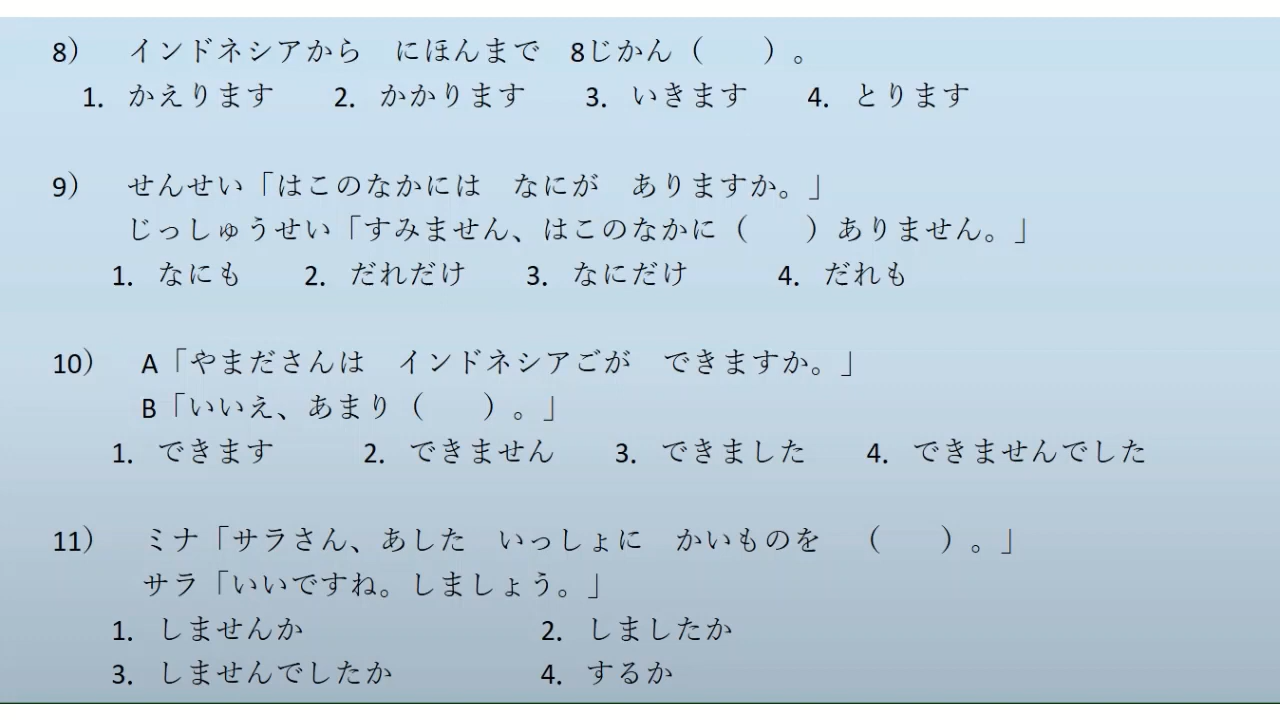 8)　インドネシアから　にほんまで　8じかん（　　）。
1.　かえります　　2.　かかります　　3.　いきます　　4.　とります
9)　せんせい「はこのなかには　なにが　ありますか。」
じっしゅうせい「すみません、はこのなかに（　　）ありません。」
1.　なにも　　2.　だれだけ　　3.　なにだけ　　4.　だれも
10)　A「やまださんは　インドネシアごが　できますか。」
B「いいえ、あまり（　　）。」
1.　できます　　2.　できません　　3.　できました　　4.　できませんでした
11)　ミナ「サラさん、あした　いっしょに　かいものを　（　　）。」
サラ「いいですね。しましょう。」
1.　しませんか　　2.　しましたか
3.　しませんでしたか　　4.　するか